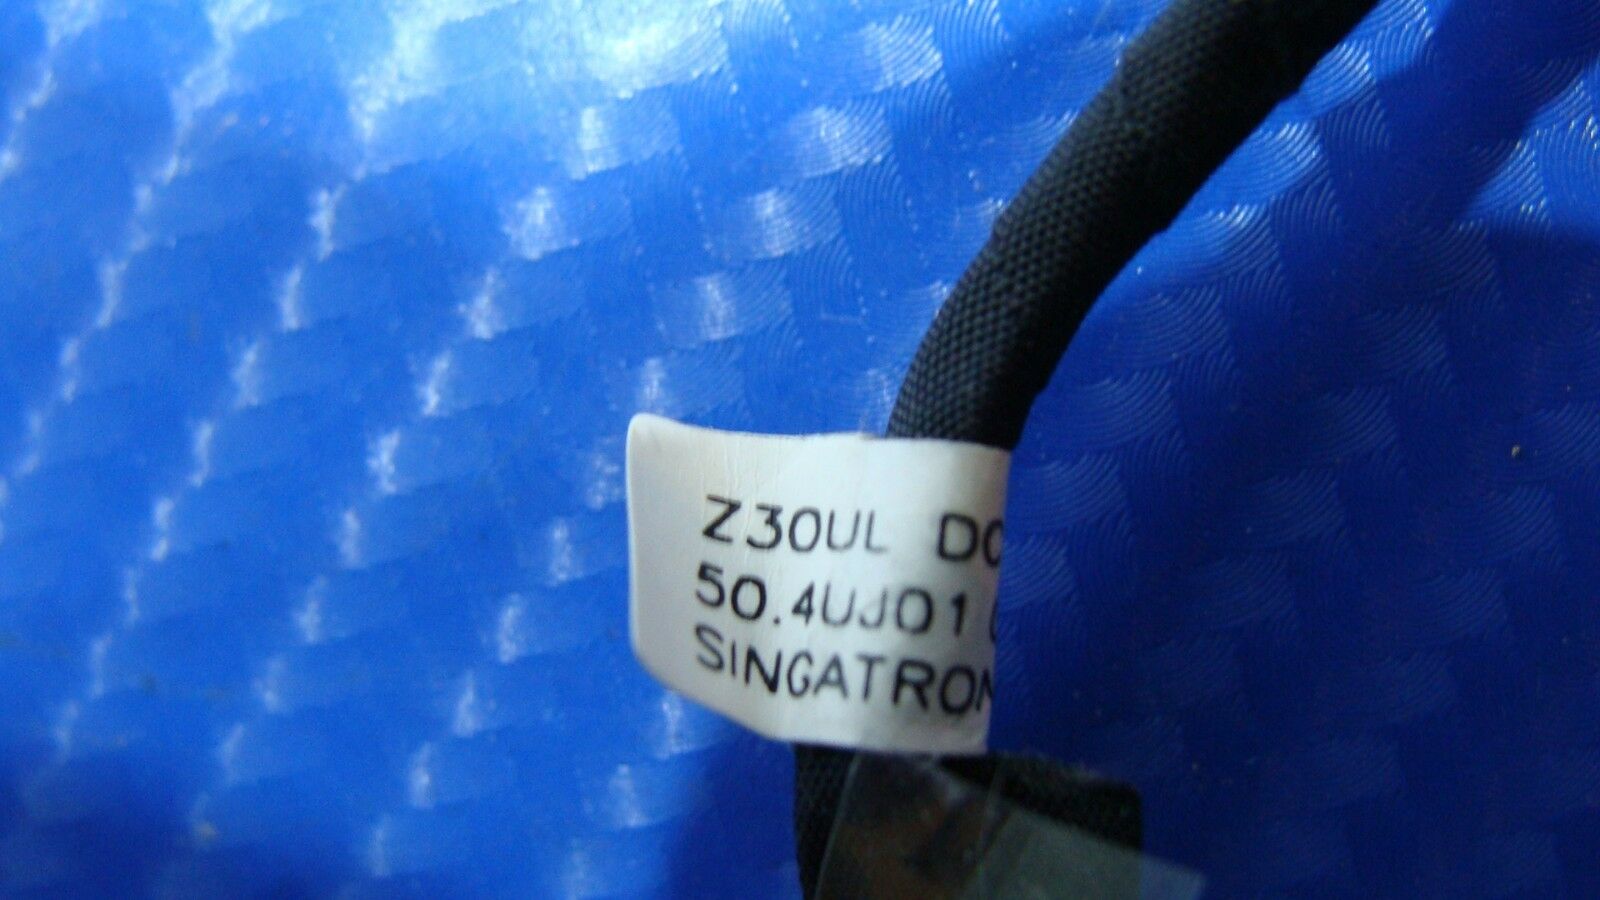 Z30UL DC
50.4UJ01
SINGATRON